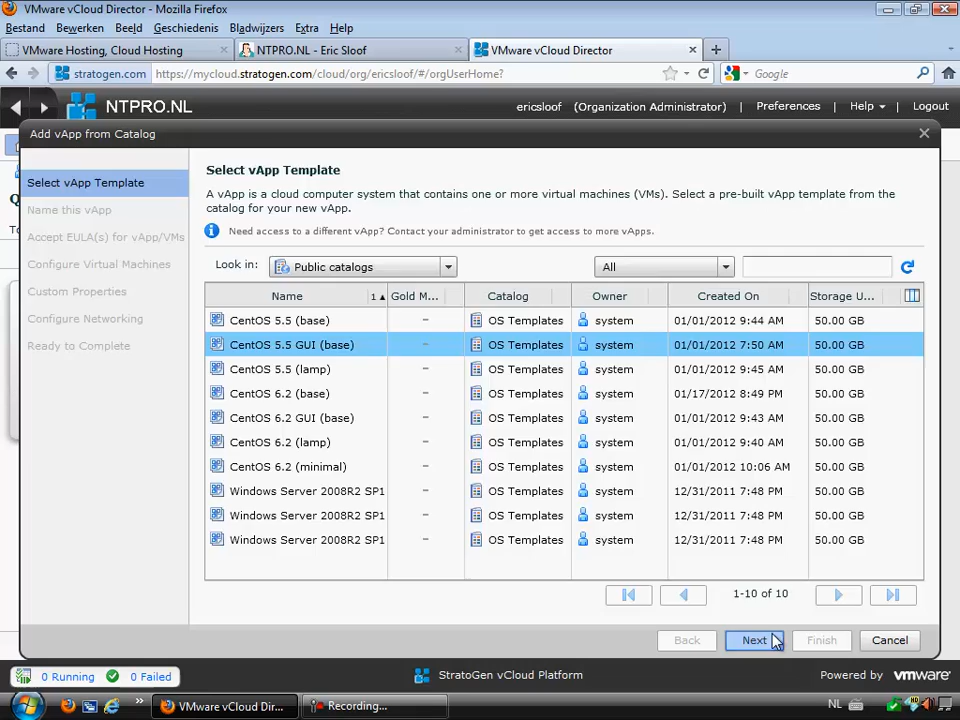 VMware vCloud Director - Mozilla Firefox
Bestand Bewerken Beeld Geschiedenis Bladwijzers Extra Help
VMware Hosting, Cloud Hosting × NTPRO.NL - Eric Sloof × VMware vCloud Director × +
stratogen.com https://mycloud.stratogen.com/cloud/org/ericsloof/#/orgUserHome? Google
NTPRO.NL ericsloof (Organization Administrator) | Preferences | Help | Logout
Add vApp from Catalog
Select vApp Template
Name this vApp
Accept EULA(s) for vApp/VMs
Configure Virtual Machines
Custom Properties
Configure Networking
Ready to Complete
Select vApp Template
A vApp is a cloud computer system that contains one or more virtual machines (VMs). Select a pre-built vApp template from the
catalog for your new vApp.
Need access to a different vApp? Contact your administrator to get access to more vApps.
Look in: Public catalogs All
Name 1 ▲ Gold M... Catalog Owner Created On Storage U...
CentOS 5.5 (base) – OS Templates system 01/01/2012 9:44 AM 50.00 GB
CentOS 5.5 GUI (base) – OS Templates system 01/01/2012 7:50 AM 50.00 GB
CentOS 5.5 (lamp) – OS Templates system 01/01/2012 9:45 AM 50.00 GB
CentOS 6.2 (base) – OS Templates system 01/17/2012 8:49 PM 50.00 GB
CentOS 6.2 GUI (base) – OS Templates system 01/01/2012 9:43 AM 50.00 GB
CentOS 6.2 (lamp) – OS Templates system 01/01/2012 9:40 AM 50.00 GB
CentOS 6.2 (minimal) – OS Templates system 01/01/2012 10:06 AM 50.00 GB
Windows Server 2008R2 SP1 – OS Templates system 12/31/2011 7:48 PM 50.00 GB
Windows Server 2008R2 SP1 – OS Templates system 12/31/2011 7:48 PM 50.00 GB
Windows Server 2008R2 SP1 – OS Templates system 12/31/2011 7:48 PM 50.00 GB
1-10 of 10
Back Next Finish Cancel
0 Running 0 Failed StratoGen vCloud Platform Powered by vmware
» VMware vCloud Dir... Recording... NL